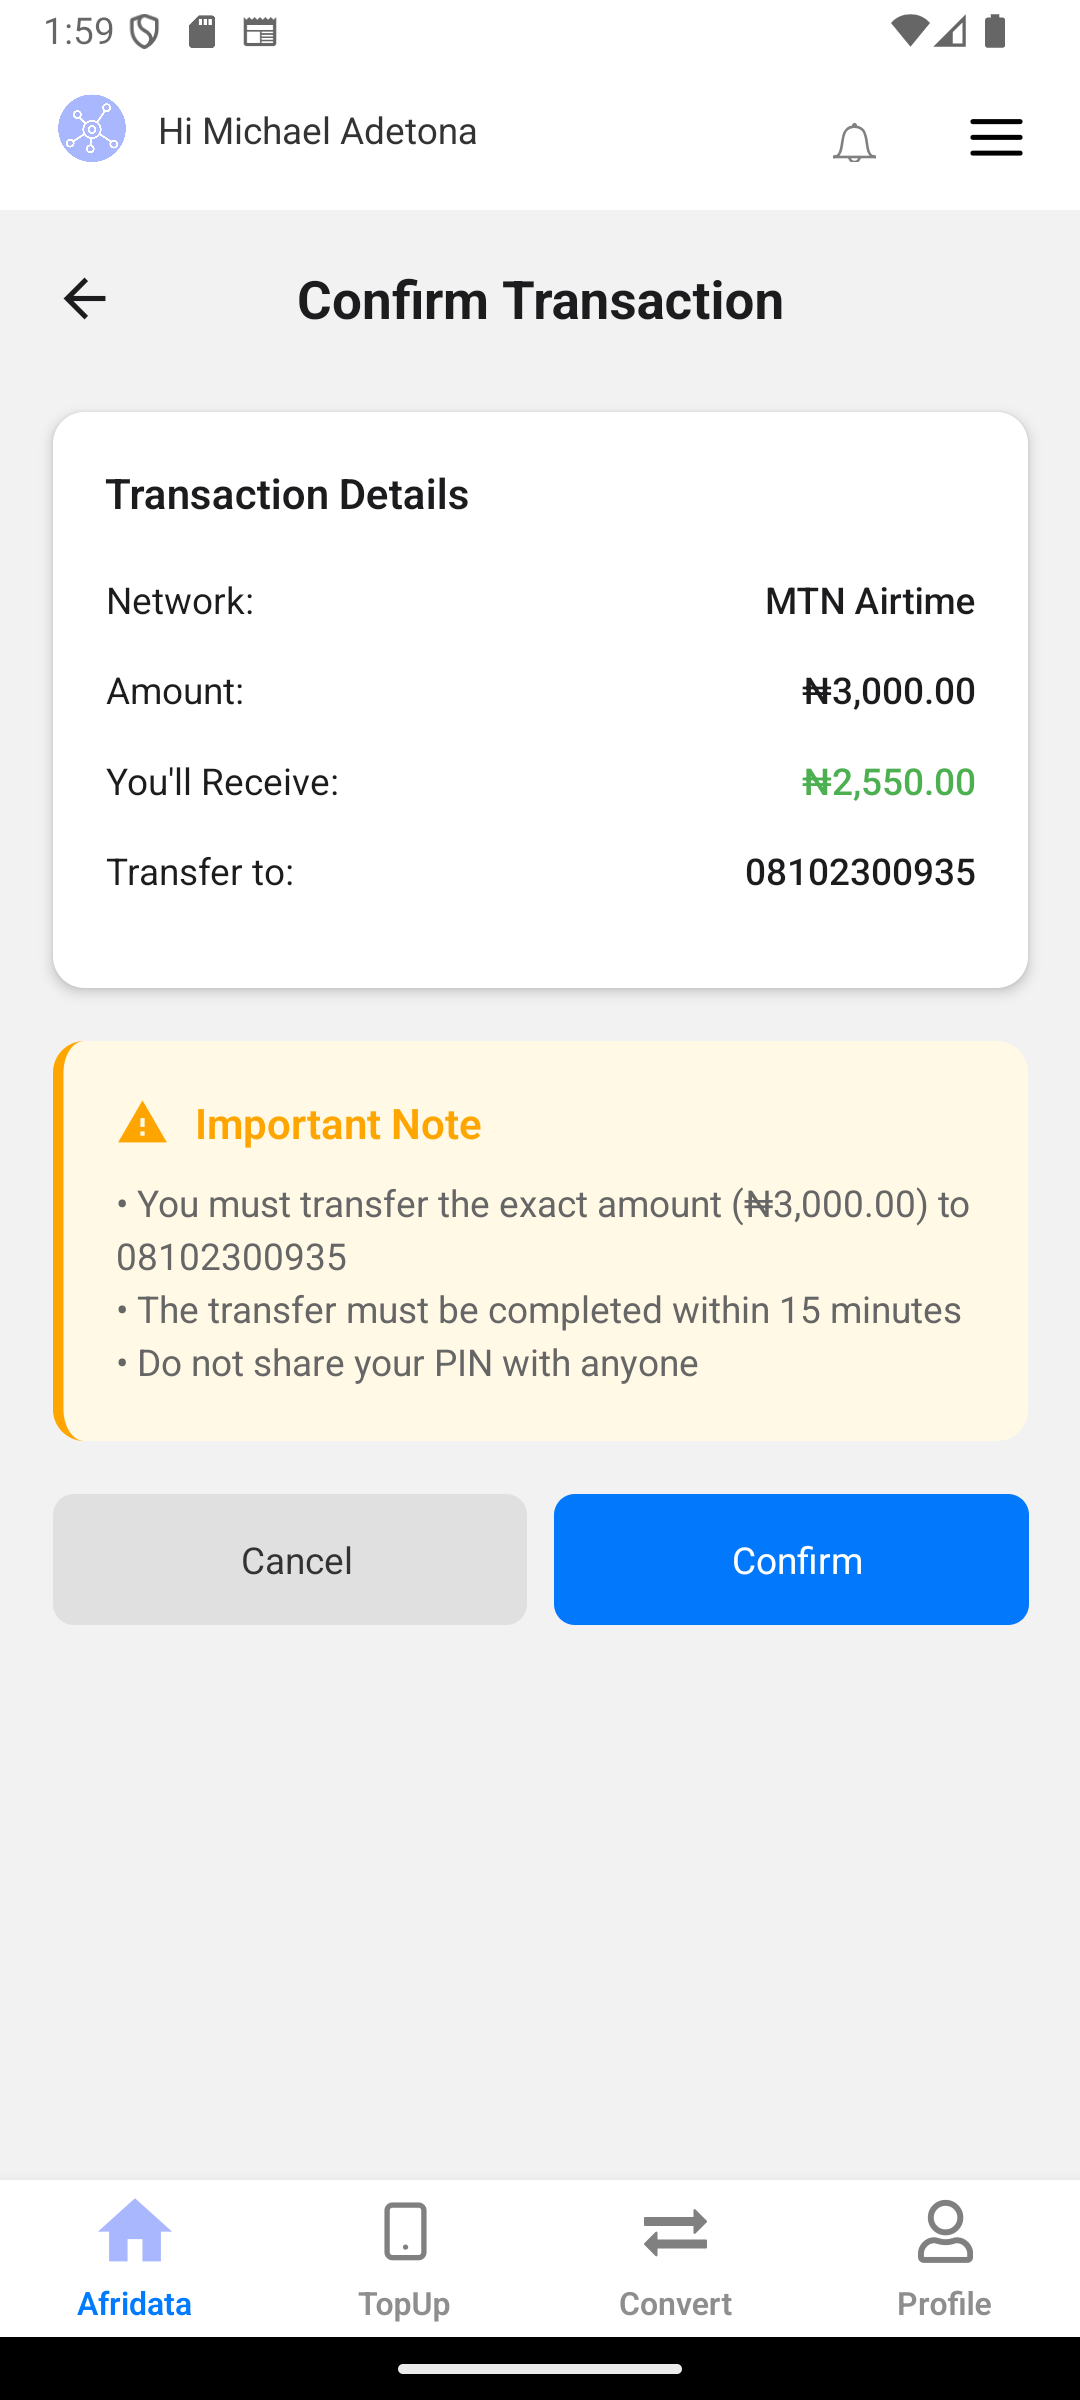 1:59
Hi Michael Adetona
Confirm Transaction
Transaction Details
Network: MTN Airtime
Amount: ₦3,000.00
You'll Receive: ₦2,550.00
Transfer to: 08102300935
Important Note
• You must transfer the exact amount (₦3,000.00) to
08102300935
• The transfer must be completed within 15 minutes
• Do not share your PIN with anyone
Cancel Confirm
Afridata TopUp Convert Profile